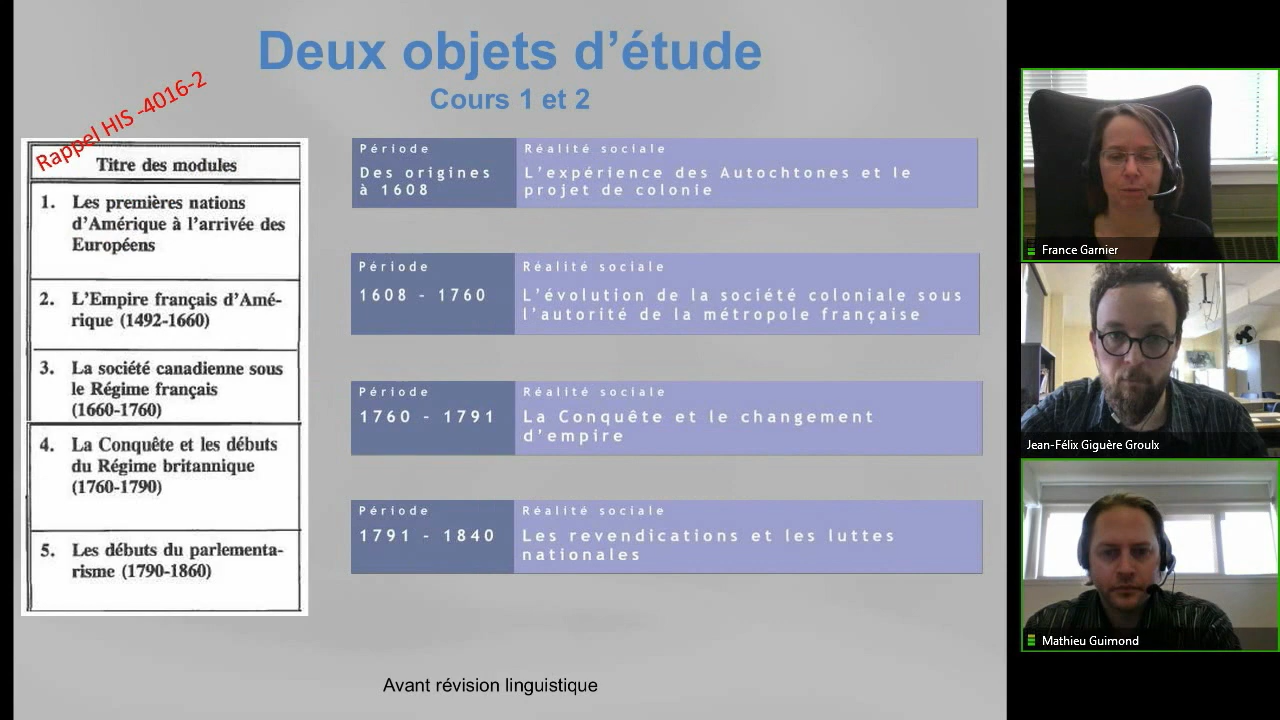 Deux objets d’étude
Cours 1 et 2
Rappel HIS -4016-2
Titre des modules
1. Les premières nations
d’Amérique à l’arrivée des
Européens
2. L’Empire français d’Amé-
rique (1492-1660)
3. La société canadienne sous
le Régime français
(1660-1760)
4. La Conquête et les débuts
du Régime britannique
(1760-1790)
5. Les débuts du parlementa-
risme (1790-1860)
Période
Des origines
à 1608
Réalité sociale
L’expérience des Autochtones et le
projet de colonie
Période
1608 - 1760
Réalité sociale
L’évolution de la société coloniale sous
l’autorité de la métropole française
Période
1760 - 1791
Réalité sociale
La Conquête et le changement
d’empire
Période
1791 - 1840
Réalité sociale
Les revendications et les luttes
nationales
Avant révision linguistique
France Garnier
Jean-Félix Giguère Groulx
Mathieu Guimond